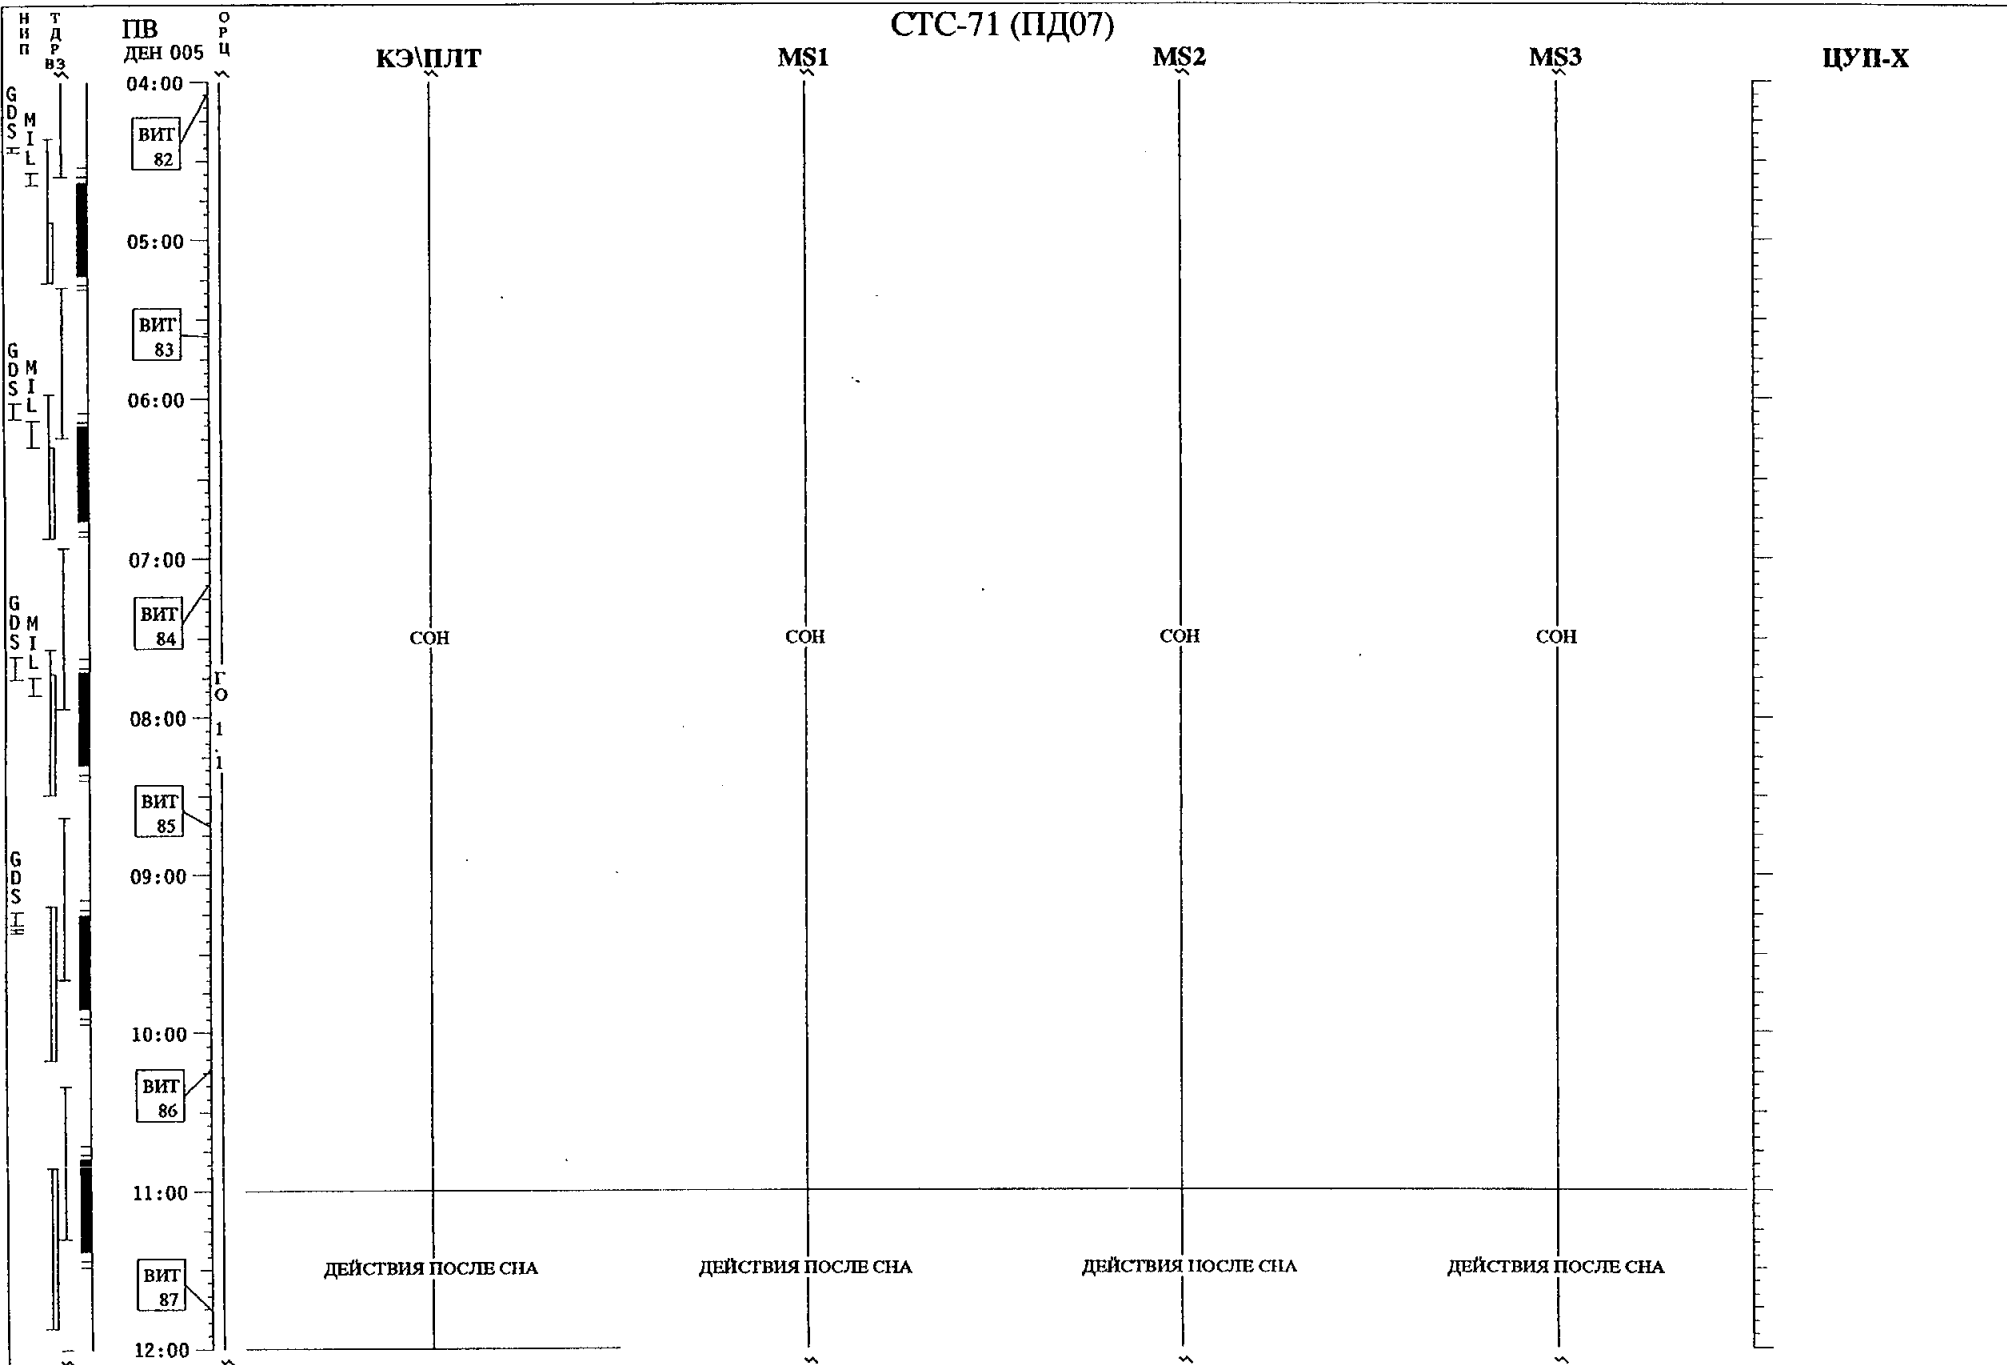 СТС-71 (ПД07)
НИП
ТДРВЗ
ПВ
ДЕН 005
ОРЦ
КЭ\ПЛТ
MS1
MS2
MS3
ЦУП-Х
04:00
GDS
MIL
ВИТ
82
05:00
ВИТ
83
GDS
MIL
06:00
07:00
GDS
MIL
ВИТ
84
СОН
СОН
СОН
СОН
ГО 1.1
08:00
ВИТ
85
GDS
09:00
10:00
ВИТ
86
11:00
ВИТ
87
ДЕЙСТВИЯ ПОСЛЕ СНА
ДЕЙСТВИЯ ПОСЛЕ СНА
ДЕЙСТВИЯ ПОСЛЕ СНА
ДЕЙСТВИЯ ПОСЛЕ СНА
12:00